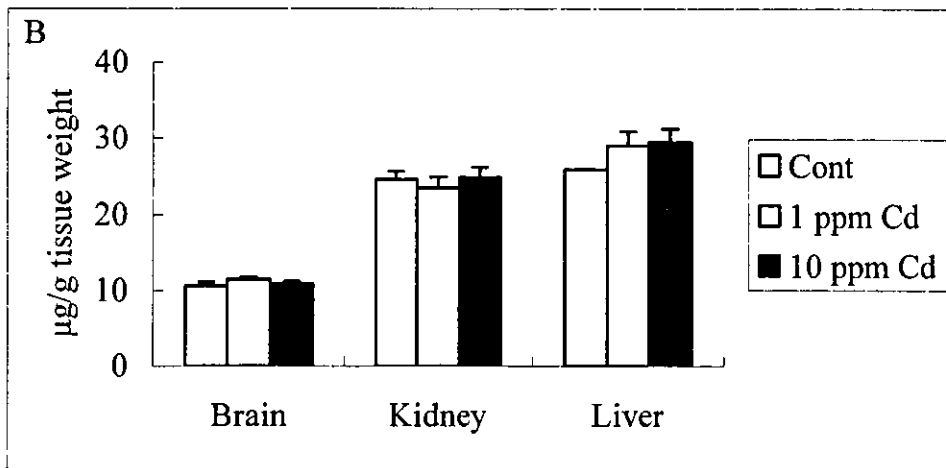 B
µg/g tissue weight
40
30
20
10
0
Brain Kidney Liver
Cont
1 ppm Cd
10 ppm Cd